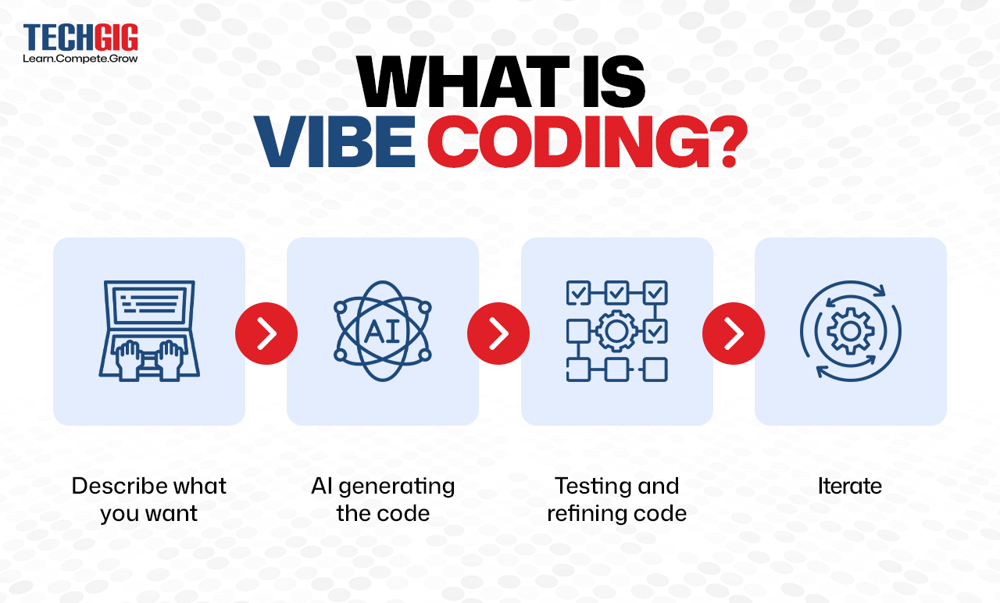 TECHGIG
Learn.Compete.Grow
WHAT IS
VIBE CODING?
AI
Describe what
you want
AI generating
the code
Testing and
refining code
Iterate